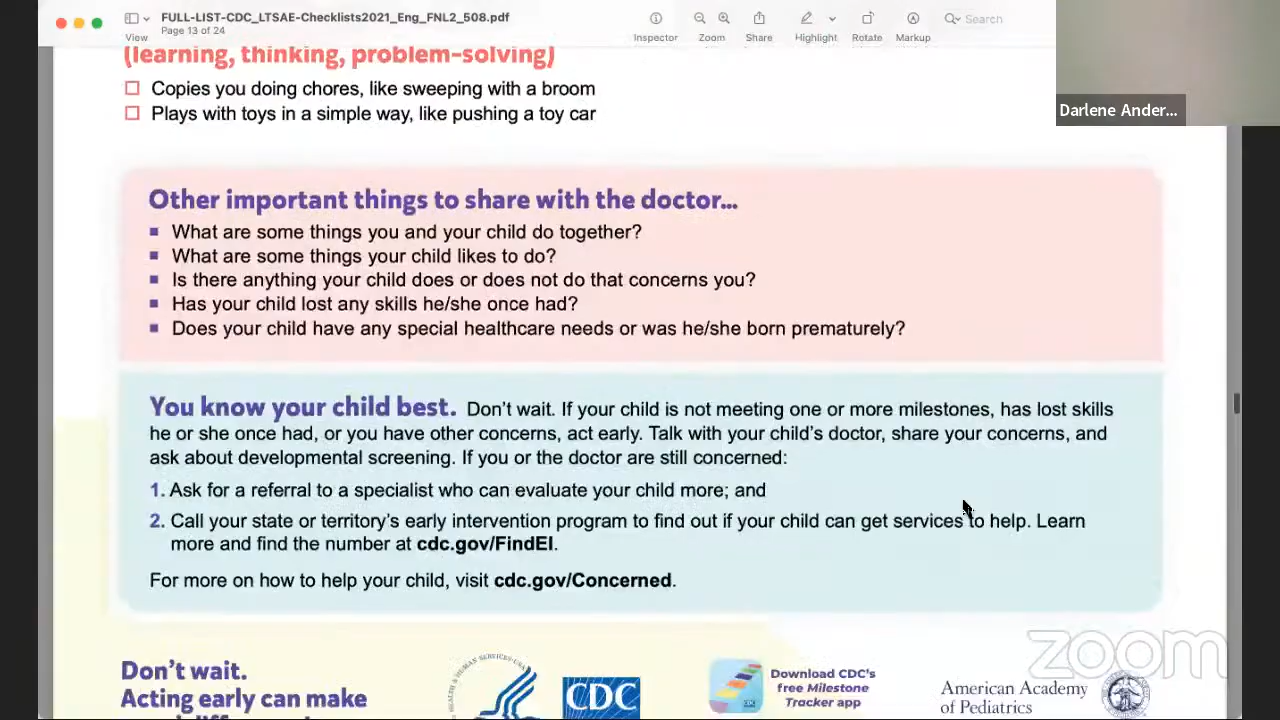 FULL-LIST-CDC_LTSAE-Checklists2021_Eng_FNL2_508.pdf
Page 13 of 24
View
Inspector
Zoom
Share
Highlight
Rotate
Markup
Search
(learning, thinking, problem-solving)
Copies you doing chores, like sweeping with a broom
Plays with toys in a simple way, like pushing a toy car
Darlene Ander...
Other important things to share with the doctor...
What are some things you and your child do together?
What are some things your child likes to do?
Is there anything your child does or does not do that concerns you?
Has your child lost any skills he/she once had?
Does your child have any special healthcare needs or was he/she born prematurely?
You know your child best. Don't wait. If your child is not meeting one or more milestones, has lost skills
he or she once had, or you have other concerns, act early. Talk with your child's doctor, share your concerns, and
ask about developmental screening. If you or the doctor are still concerned:
1. Ask for a referral to a specialist who can evaluate your child more; and
2. Call your state or territory's early intervention program to find out if your child can get services to help. Learn
more and find the number at cdc.gov/FindEI.
For more on how to help your child, visit cdc.gov/Concerned.
zoom
Don't wait.
Acting early can make
HEALTH & HUMAN SERVICES USA
CDC
Download CDC's
free Milestone
Tracker app
American Academy
of Pediatrics